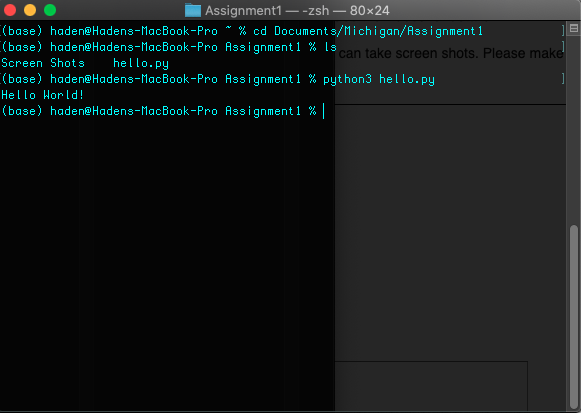 Assignment1 — -zsh — 80×24
(base) haden@Hadens-MacBook-Pro ~ % cd Documents/Michigan/Assignment1
(base) haden@Hadens-MacBook-Pro Assignment1 % ls
can take screen shots. Please make
Screen Shots    hello.py
(base) haden@Hadens-MacBook-Pro Assignment1 % python3 hello.py
Hello World!
(base) haden@Hadens-MacBook-Pro Assignment1 %